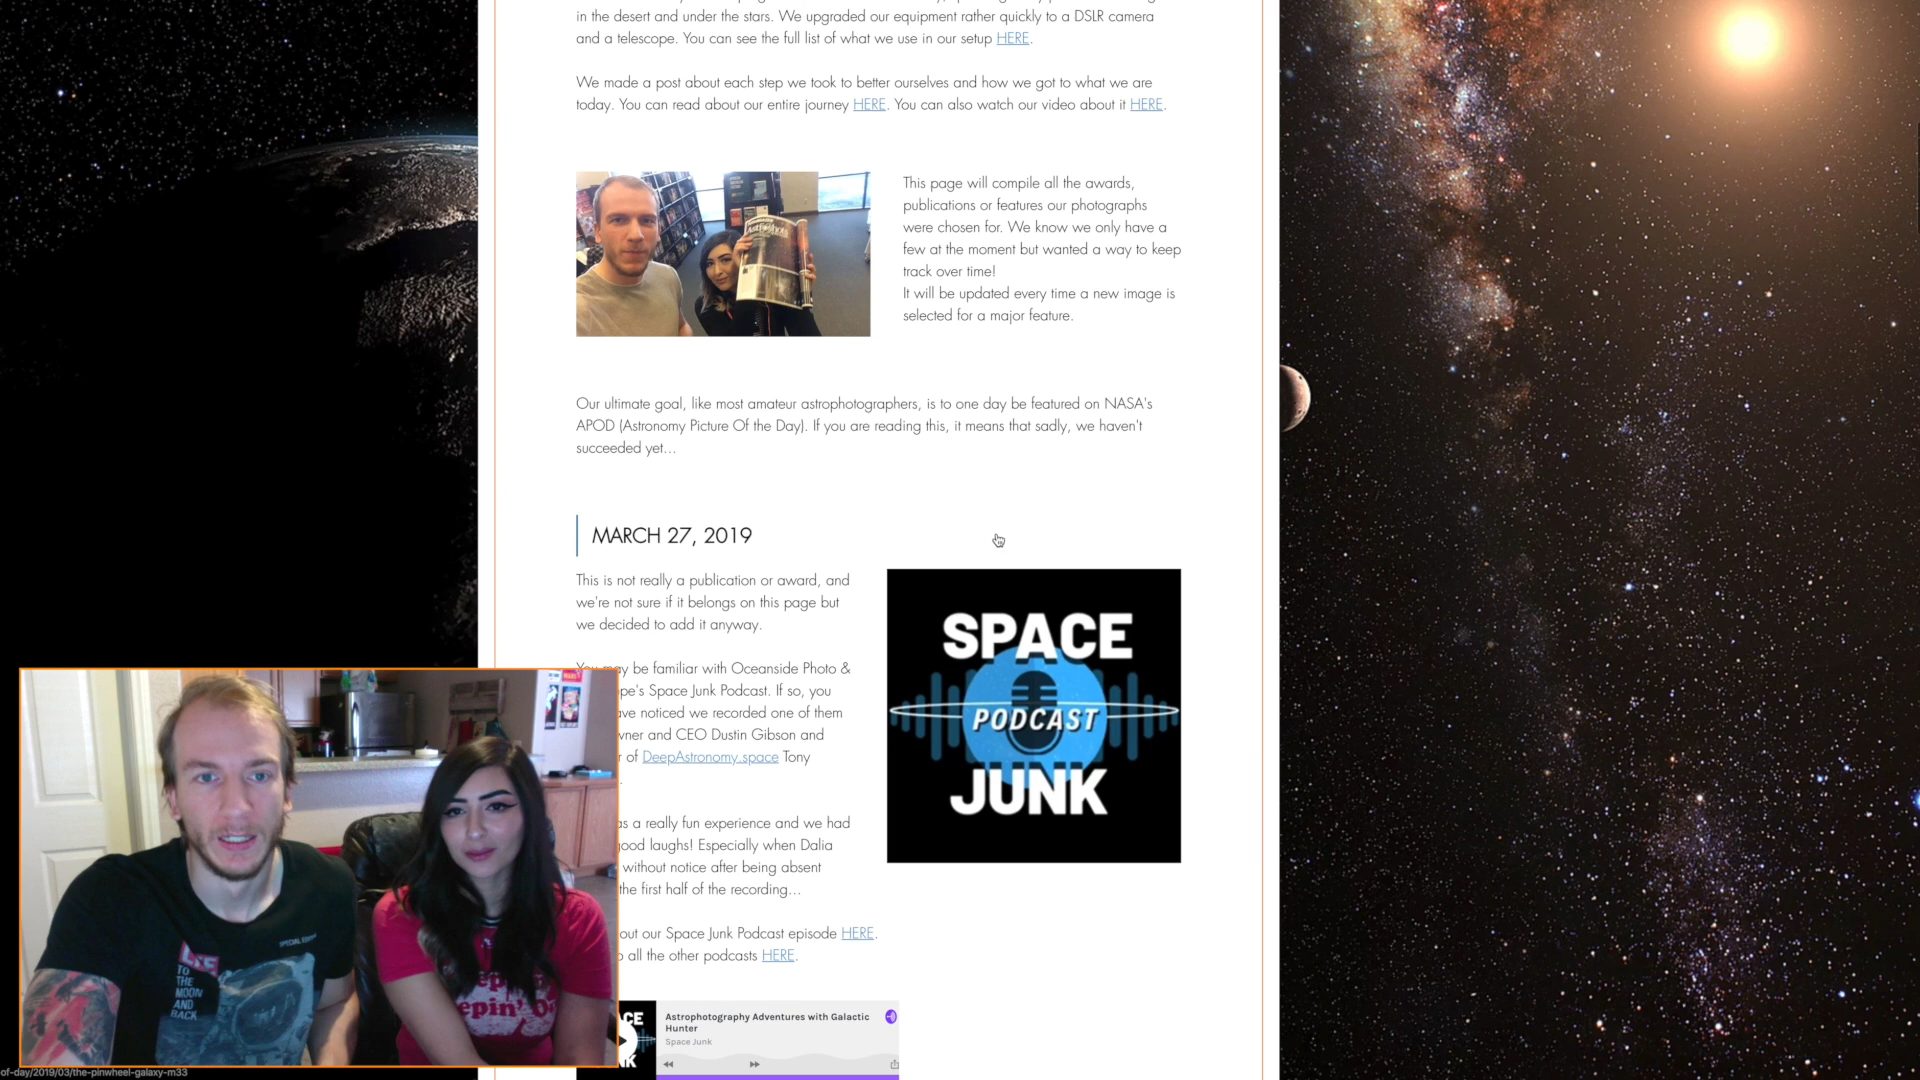 in the desert and under the stars. We upgraded our equipment rather quickly to a DSLR camera
and a telescope. You can see the full list of what we use in our setup HERE.
We made a post about each step we took to better ourselves and how we got to what we are
today. You can read about our entire journey HERE. You can also watch our video about it HERE.
This page will compile all the awards,
publications or features our photographs
were chosen for. We know we only have a
few at the moment but wanted a way to keep
track over time!
It will be updated every time a new image is
selected for a major feature.
Our ultimate goal, like most amateur astrophotographers, is to one day be featured on NASA's
APOD (Astronomy Picture Of the Day). If you are reading this, it means that sadly, we haven't
succeeded yet...
MARCH 27, 2019
This is not really a publication or award, and
we're not sure if it belongs on this page but
we decided to add it anyway.
be familiar with Oceanside Photo &
Space Junk Podcast. If so, you
noticed we recorded one of them
and CEO Dustin Gibson and
of DeepAstronomy.space Tony
a really fun experience and we had
good laughs! Especially when Dalia
without notice after being absent
the first half of the recording...
out our Space Junk Podcast episode HERE.
all the other podcasts HERE.
SPACE
PODCAST
JUNK
Astrophotography Adventures with Galactic
Hunter
Space Junk
SPECIAL
TO
THE
MOON
AND
BACK
of-day/2019/03/the-pinwheel-galaxy-m33